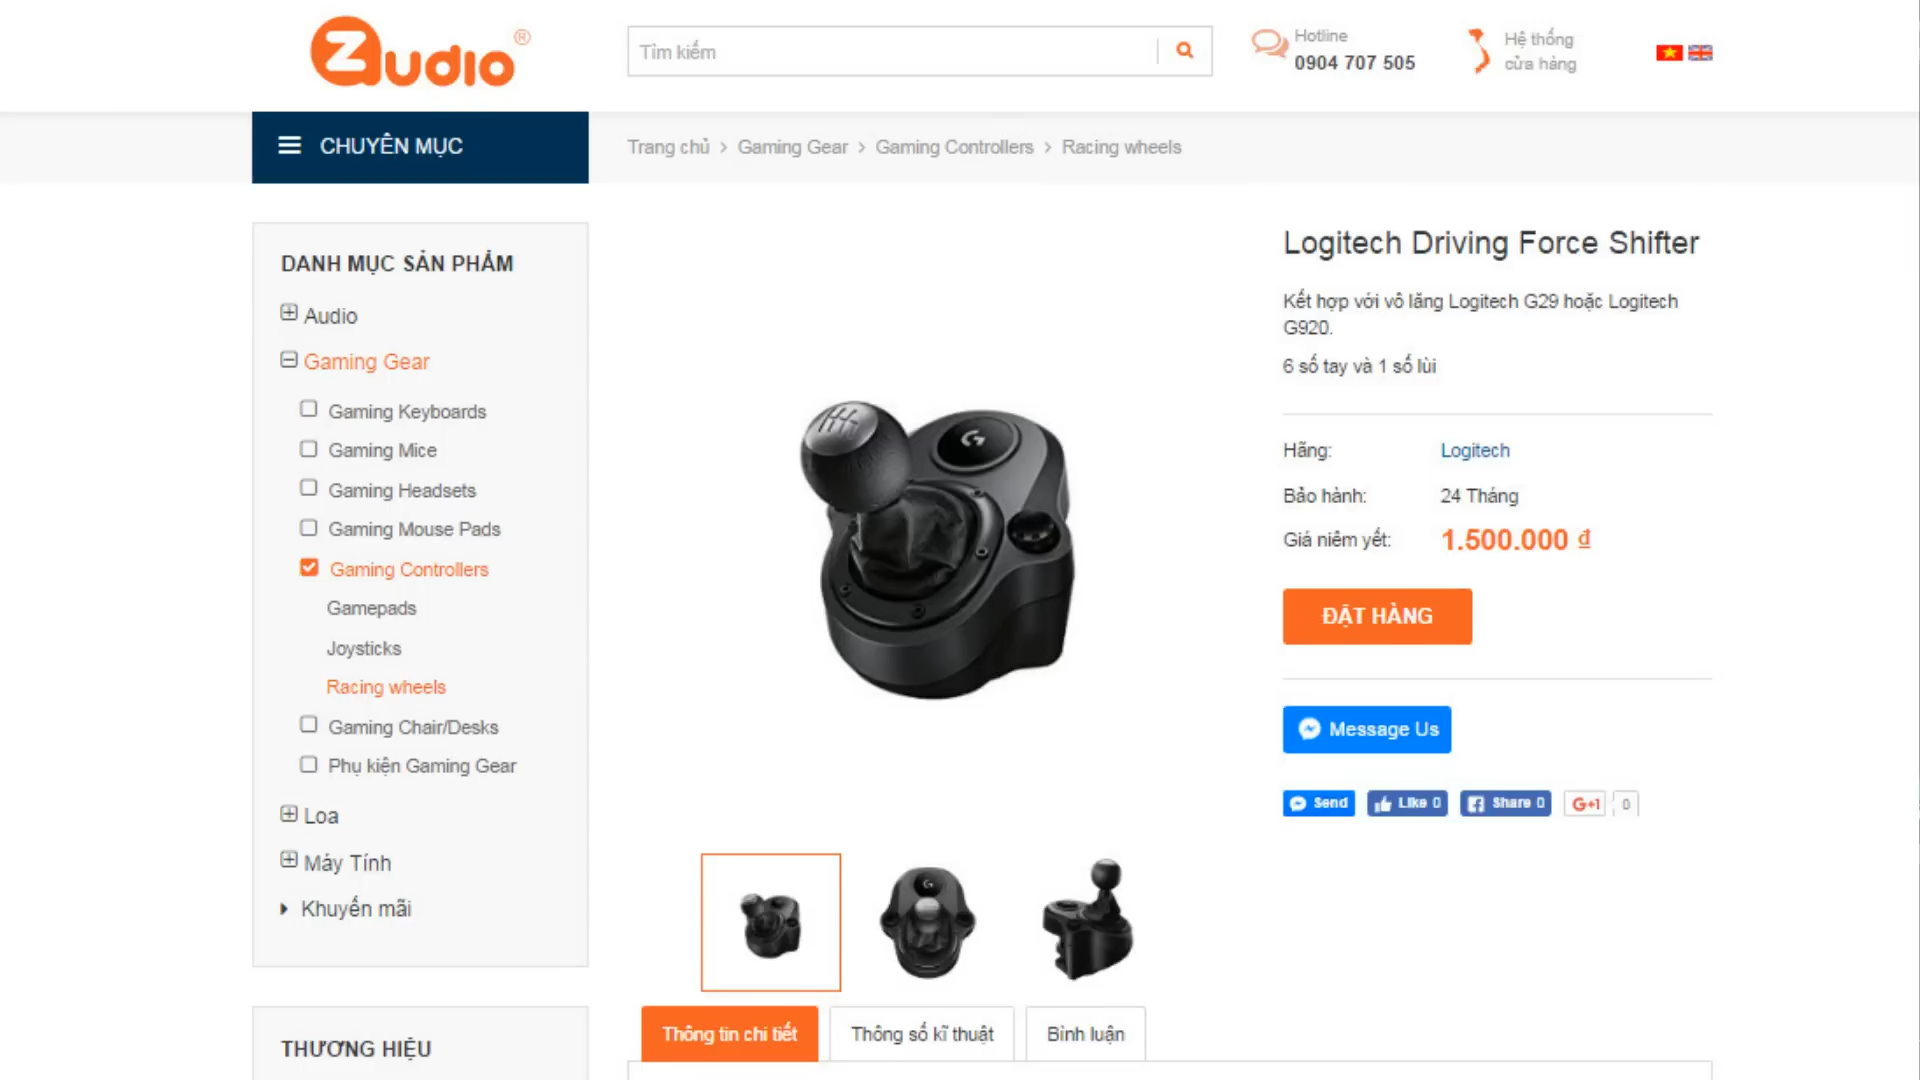 Zudio ®
Tìm kiếm
Hotline
0904 707 505
Hệ thống
cửa hàng
CHUYÊN MỤC
Trang chủ > Gaming Gear > Gaming Controllers > Racing wheels
DANH MỤC SẢN PHẨM
Audio
Gaming Gear
Gaming Keyboards
Gaming Mice
Gaming Headsets
Gaming Mouse Pads
Gaming Controllers
Gamepads
Joysticks
Racing wheels
Gaming Chair/Desks
Phụ kiện Gaming Gear
Loa
Máy Tính
Khuyến mãi
THƯƠNG HIỆU
Logitech Driving Force Shifter
Kết hợp với vô lăng Logitech G29 hoặc Logitech
G920.
6 số tay và 1 số lùi
Hãng: Logitech
Bảo hành: 24 Tháng
Giá niêm yết: 1.500.000 ₫
ĐẶT HÀNG
Message Us
Send Like 0 Share 0 G+1 0
Thông tin chi tiết
Thông số kĩ thuật
Bình luận